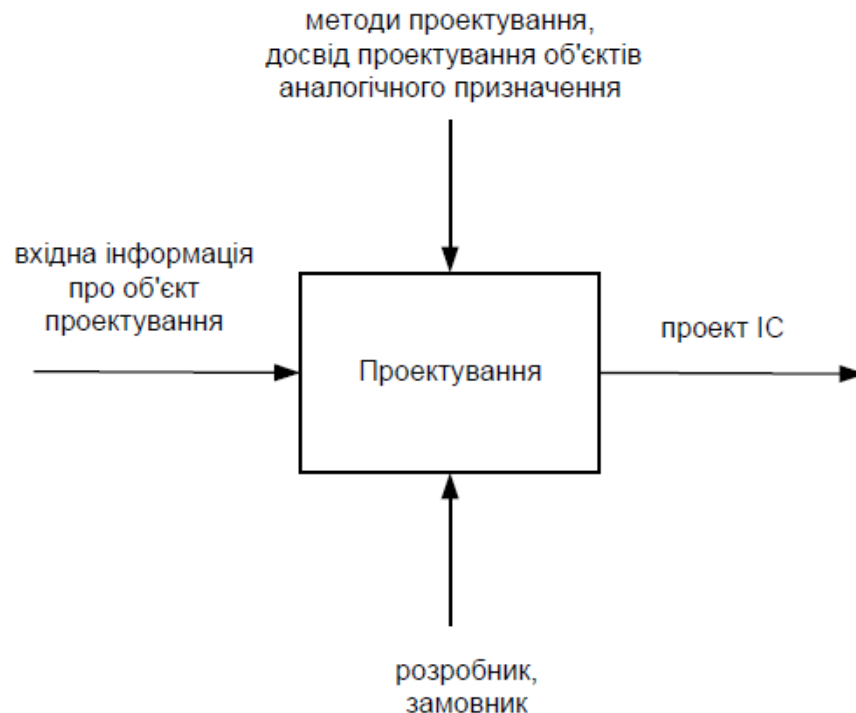 методи проектування,
досвід проектування об'єктів
аналогічного призначення
вхідна інформація
про об'єкт
проектування
Проектування
проект ІС
розробник,
замовник